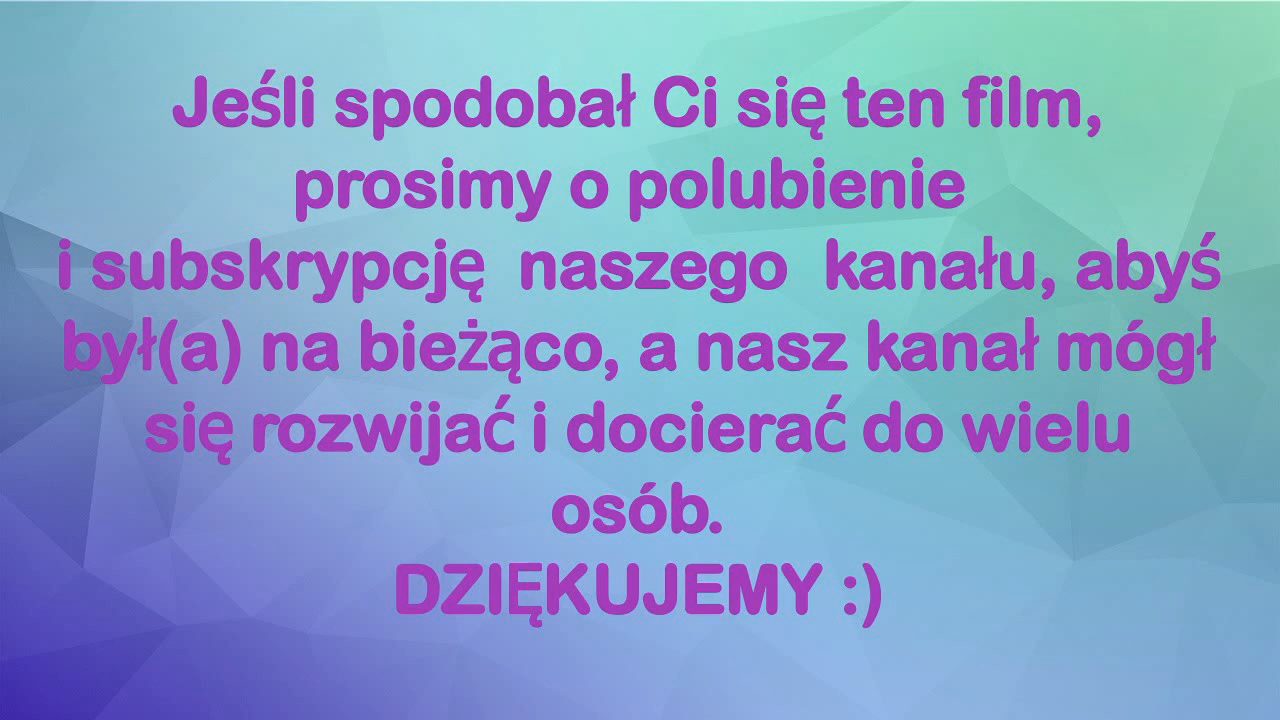 Jeśli spodobał Ci się ten film,
prosimy o polubienie
i subskrypcję naszego kanału, abyś
był(a) na bieżąco, a nasz kanał mógł
się rozwijać i docierać do wielu
osób.
DZIĘKUJEMY :)